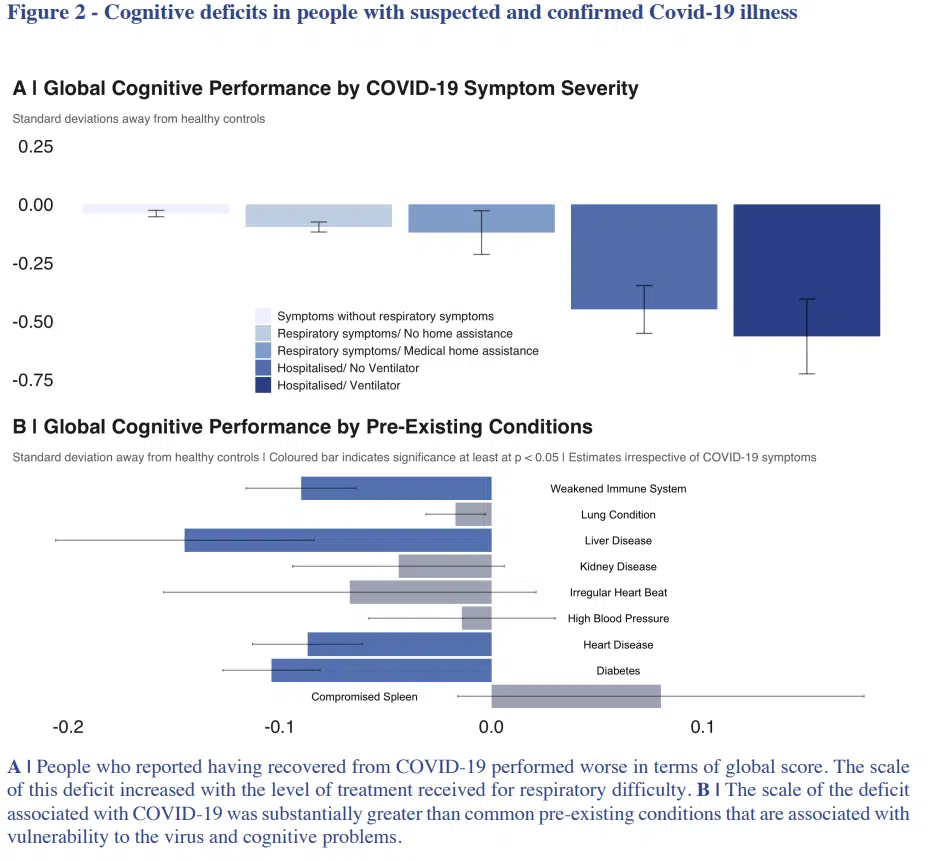 Figure 2 - Cognitive deficits in people with suspected and confirmed Covid-19 illness
A | Global Cognitive Performance by COVID-19 Symptom Severity
Standard deviations away from healthy controls
0.25
0.00
-0.25
-0.50
-0.75
Symptoms without respiratory symptoms
Respiratory symptoms/ No home assistance
Respiratory symptoms/ Medical home assistance
Hospitalised/ No Ventilator
Hospitalised/ Ventilator
B | Global Cognitive Performance by Pre-Existing Conditions
Standard deviation away from healthy controls | Coloured bar indicates significance at least at p < 0.05 | Estimates irrespective of COVID-19 symptoms
Weakened Immune System
Lung Condition
Liver Disease
Kidney Disease
Irregular Heart Beat
High Blood Pressure
Heart Disease
Diabetes
Compromised Spleen
-0.2 -0.1 0.0 0.1
A | People who reported having recovered from COVID-19 performed worse in terms of global score. The scale
of this deficit increased with the level of treatment received for respiratory difficulty. B | The scale of the deficit
associated with COVID-19 was substantially greater than common pre-existing conditions that are associated with
vulnerability to the virus and cognitive problems.